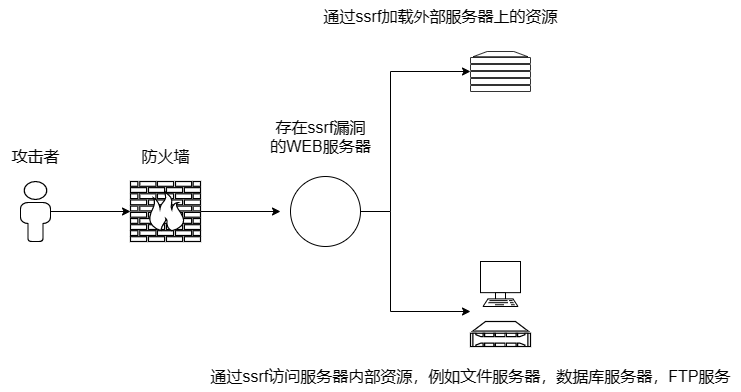 通过ssrf加载外部服务器上的资源
存在ssrf漏洞
的WEB服务器
攻击者
防火墙
通过ssrf访问服务器内部资源，例如文件服务器，数据库服务器，FTP服务